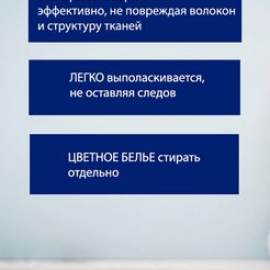 эффективно, не повреждая волокон
и структуру тканей
ЛЕГКО выполаскивается,
не оставляя следов
ЦВЕТНОЕ БЕЛЬЕ стирать
отдельно